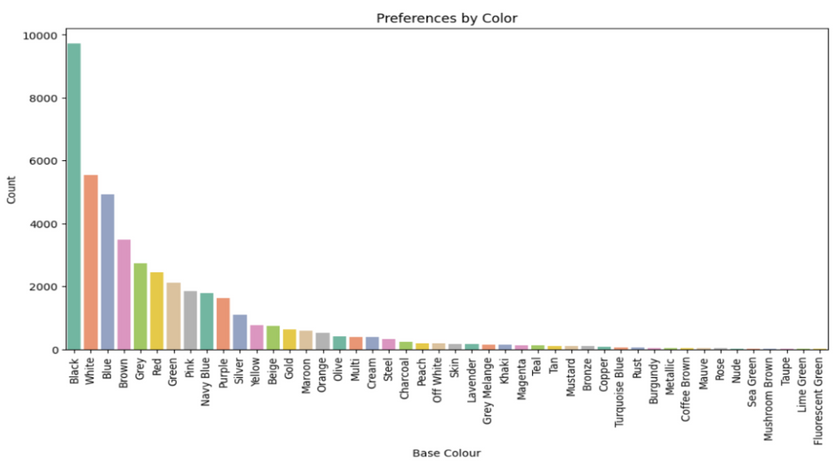 Preferences by Color
10000
8000
6000
4000
2000
0
Count
Black
White
Blue
Brown
Grey
Red
Green
Pink
Navy Blue
Purple
Silver
Yellow
Beige
Gold
Maroon
Orange
Olive
Multi
Cream
Steel
Charcoal
Peach
Off White
Skin
Lavender
Grey Melange
Khaki
Magenta
Teal
Tan
Mustard
Bronze
Copper
Turquoise Blue
Rust
Burgundy
Metallic
Coffee Brown
Mauve
Rose
Nude
Sea Green
Mushroom Brown
Taupe
Lime Green
Fluorescent Green
Base Colour